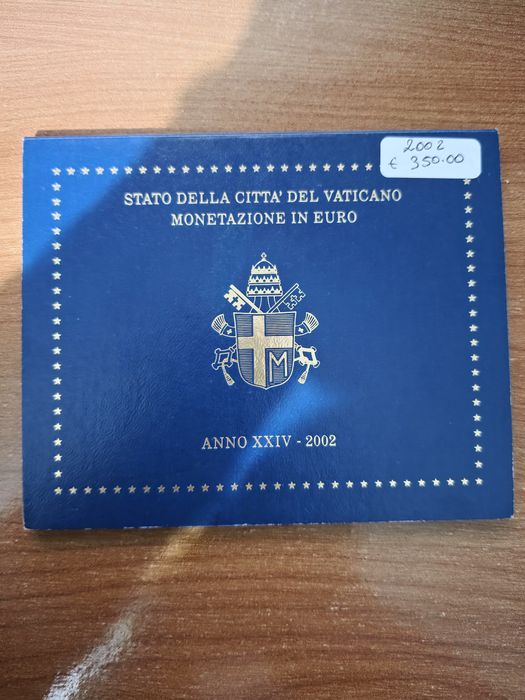 2002
€ 350.00
STATO DELLA CITTA' DEL VATICANO
MONETAZIONE IN EURO
M
ANNO XXIV - 2002